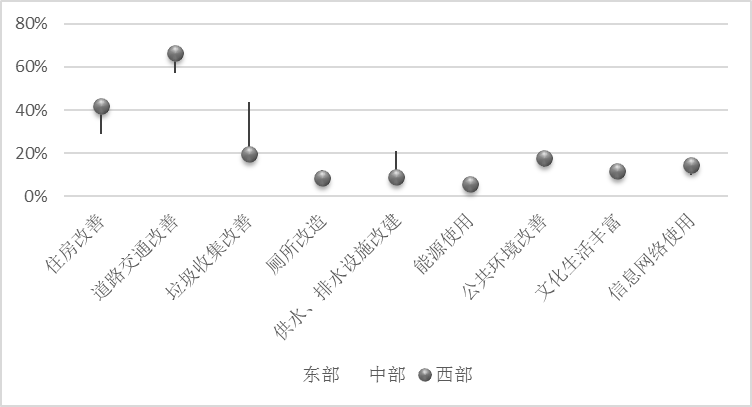 80%
60%
40%
20%
0%
住房改善
道路交通改善
垃圾收集改善
厕所改造
供水、排水设施改建
能源使用
公共环境改善
文化生活丰富
信息网络使用
东部 中部 西部